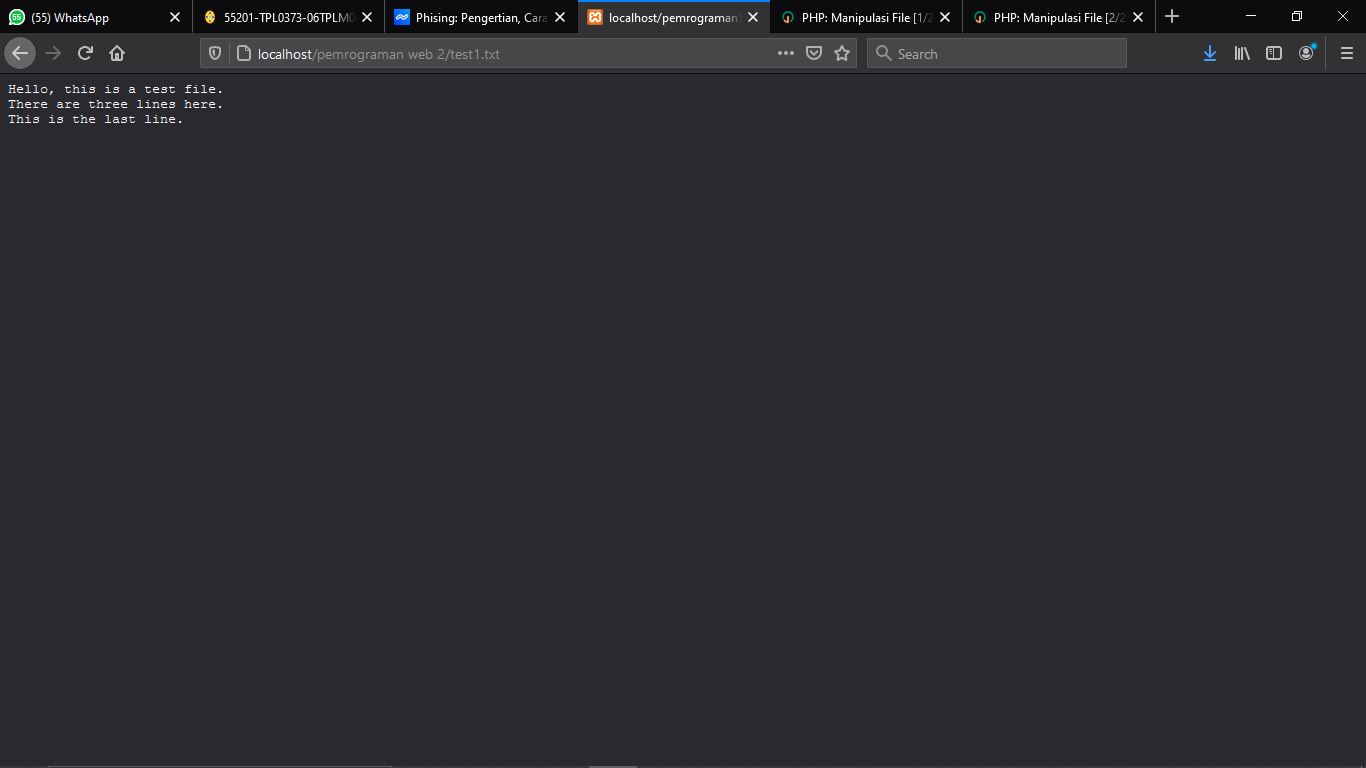 (55) WhatsApp
55201-TPL0373-06TPLM0
Phising: Pengertian, Cara
localhost/pemrograman
PHP: Manipulasi File [1/2
PHP: Manipulasi File [2/2
localhost/pemrograman web 2/test1.txt
Search
Hello, this is a test file.
There are three lines here.
This is the last line.